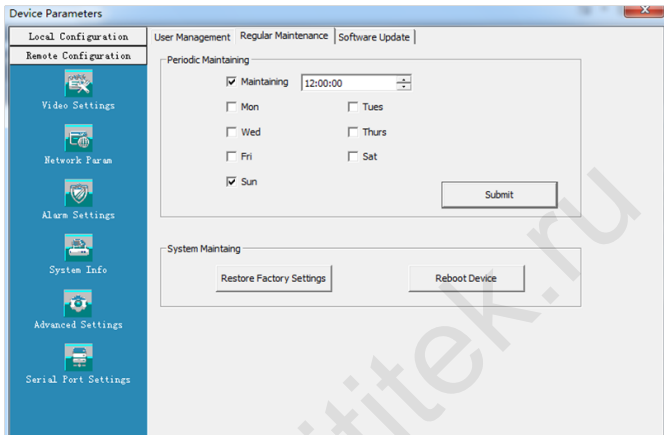 Device Parameters
Local Configuration
Remote Configuration
Video Settings
Network Param
Alarm Settings
System Info
Advanced Settings
Serial Port Settings
User Management Regular Maintenance Software Update
Periodic Maintaining
Maintaining 12:00:00
Mon Tues
Wed Thurs
Fri Sat
Sun
Submit
System Maintaing
Restore Factory Settings Reboot Device
ititek.ru